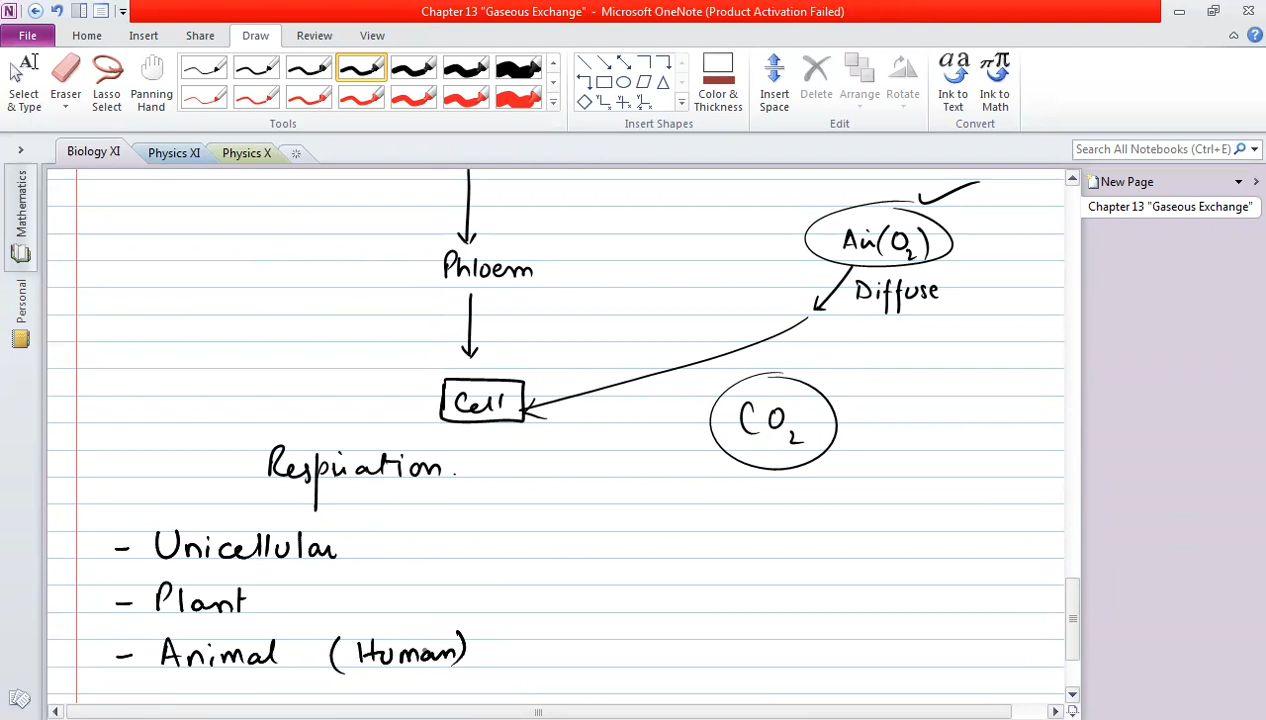 Chapter 13 "Gaseous Exchange" - Microsoft OneNote (Product Activation Failed)
File Home Insert Share Draw Review View
Select & Type
Eraser
Lasso Select
Panning Hand
Color & Thickness
Insert Space
Delete
Arrange
Rotate
Ink to Text
Ink to Math
Tools
Insert Shapes
Edit
Convert
Biology XI
Physics XI
Physics X
Search All Notebooks (Ctrl+E)
New Page
Chapter 13 "Gaseous Exchange"
Mathematics
Personal
Air(O2)
Phloem
Diffuse
Cell
CO2
Respiration.
- Unicellular
- Plant
- Animal (Human)